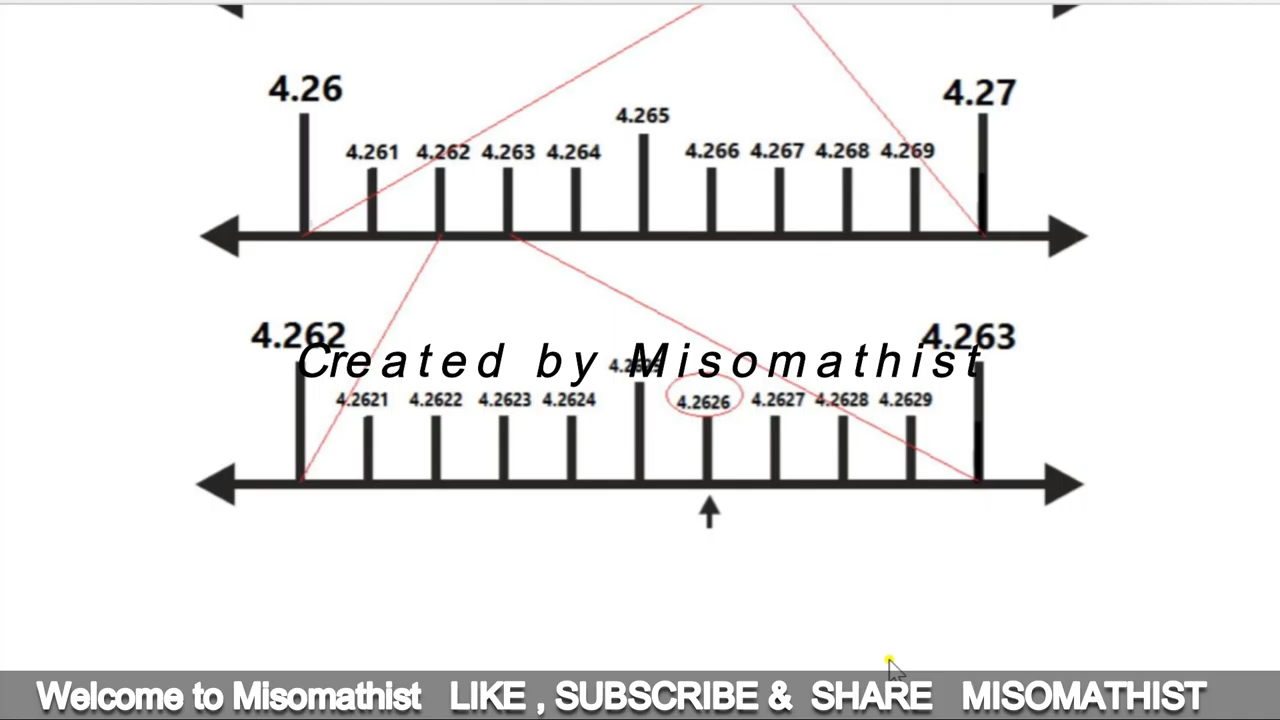 4.26 4.27
4.265
4.261 4.262 4.263 4.264 4.266 4.267 4.268 4.269
4.262 4.263
Created by Misomathist
4.2621 4.2622 4.2623 4.2624 4.2626 4.2627 4.2628 4.2629
Welcome to Misomathist LIKE , SUBSCRIBE & SHARE MISOMATHIST